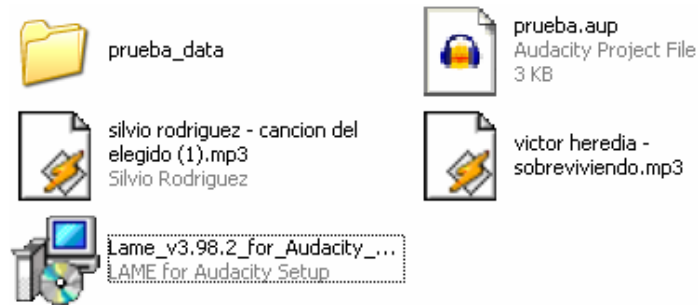 prueba_data
prueba.aup
Audacity Project File
3 KB
silvio rodriguez - cancion del
elegido (1).mp3
Silvio Rodriguez
victor heredia -
sobreviviendo.mp3
Lame_v3.98.2_for_Audacity_...
LAME for Audacity Setup